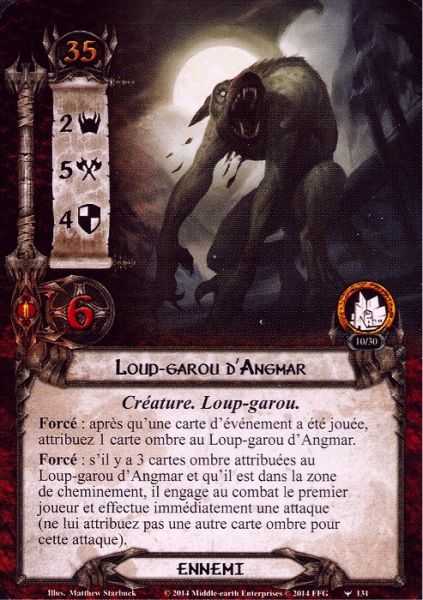 35
2
5
4
6
10/30
Loup-garou d'Angmar
Créature. Loup-garou.
Forcé : après qu'une carte d'événement a été jouée,
attribuez 1 carte ombre au Loup-garou d'Angmar.
Forcé : s'il y a 3 cartes ombre attribuées au
Loup-garou d'Angmar et qu'il est dans la zone
de cheminement, il engage au combat le premier
joueur et effectue immédiatement une attaque
(ne lui attribuez pas une autre carte ombre pour
cette attaque).
ENNEMI
Illus. Matthew Starbuck © 2014 Middle-earth Enterprises © 2014 FFG 131